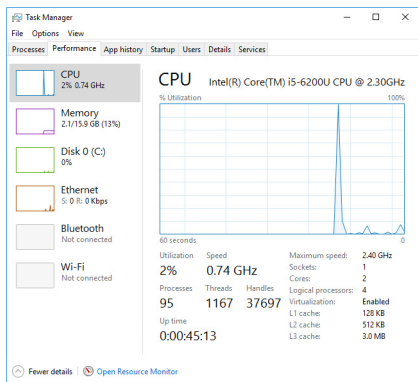 Task Manager
File Options View
Processes Performance App history Startup Users Details Services
CPU
2% 0.74 GHz
Memory
2.1/15.9 GB (13%)
Disk 0 (C:)
0%
Ethernet
S: 0 R: 0 Kbps
Bluetooth
Not connected
Wi-Fi
Not connected
CPU Intel(R) Core(TM) i5-6200U CPU @ 2.30GHz
% Utilization 100%
60 seconds 0
Utilization Speed
2% 0.74 GHz
Processes Threads Handles
95 1167 37697
Up time
0:00:45:13
Maximum speed: 2.40 GHz
Sockets: 1
Cores: 2
Logical processors: 4
Virtualization: Enabled
L1 cache: 128 KB
L2 cache: 512 KB
L3 cache: 3.0 MB
Fewer details Open Resource Monitor